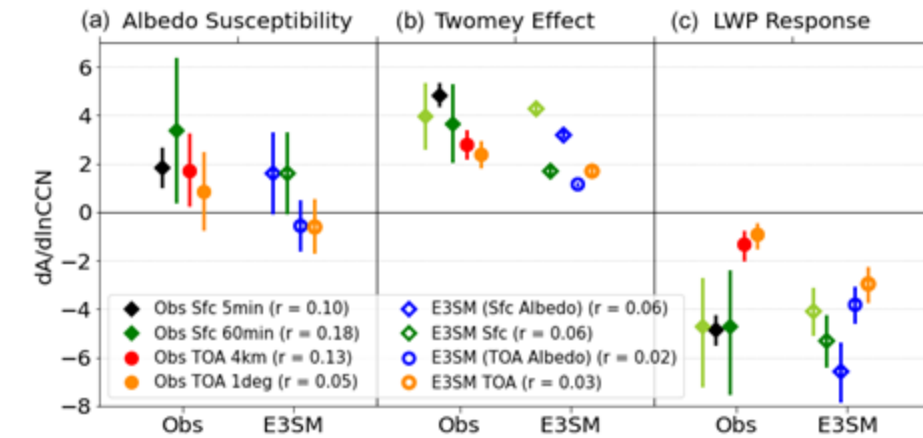 (a) Albedo Susceptibility
(b) Twomey Effect
(c) LWP Response
dA/dlnCCN
6
4
2
0
−2
−4
−6
−8
Obs Sfc 5min (r = 0.10)
Obs Sfc 60min (r = 0.18)
Obs TOA 4km (r = 0.13)
Obs TOA 1deg (r = 0.05)
E3SM (Sfc Albedo) (r = 0.06)
E3SM Sfc (r = 0.06)
E3SM (TOA Albedo) (r = 0.02)
E3SM TOA (r = 0.03)
Obs E3SM
Obs E3SM
Obs E3SM